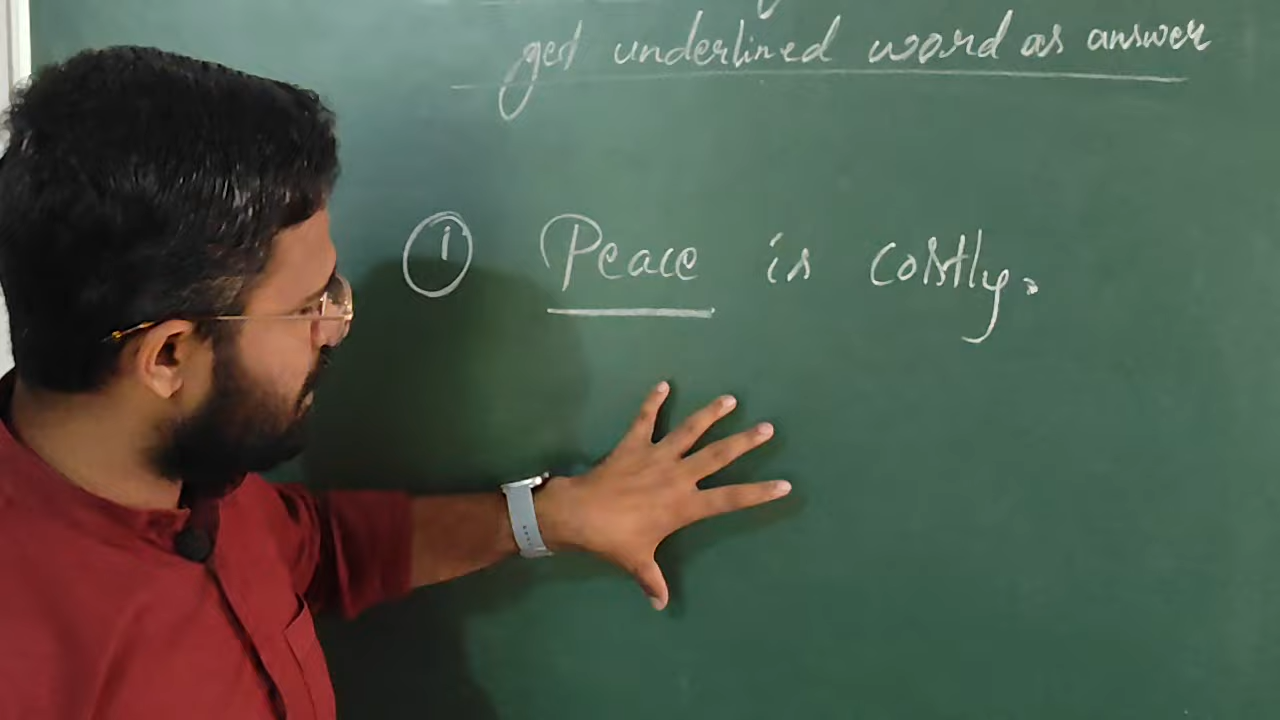 get underlined word as answer
① Peace is costly.